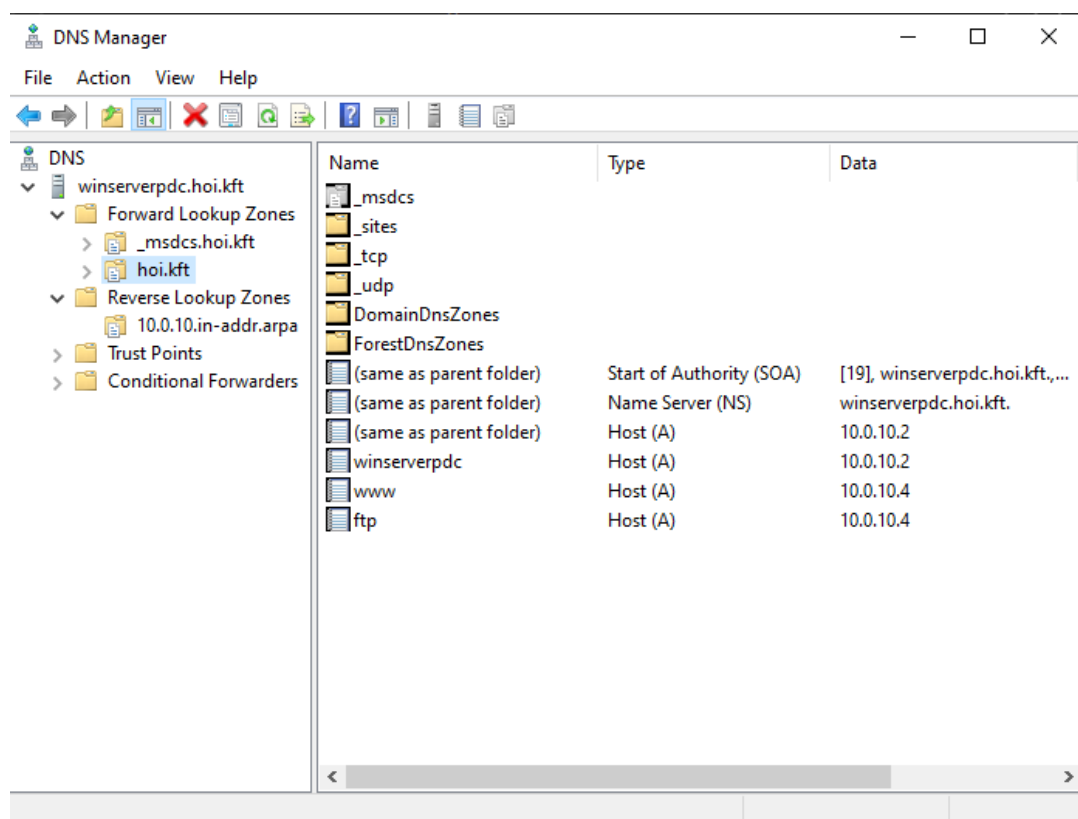 DNS Manager
File Action View Help
DNS
winserverpdc.hoi.kft
Forward Lookup Zones
_msdcs.hoi.kft
hoi.kft
Reverse Lookup Zones
10.0.10.in-addr.arpa
Trust Points
Conditional Forwarders
Name Type Data
_msdcs
_sites
_tcp
_udp
DomainDnsZones
ForestDnsZones
(same as parent folder) Start of Authority (SOA) [19], winserverpdc.hoi.kft.,...
(same as parent folder) Name Server (NS) winserverpdc.hoi.kft.
(same as parent folder) Host (A) 10.0.10.2
winserverpdc Host (A) 10.0.10.2
www Host (A) 10.0.10.4
ftp Host (A) 10.0.10.4